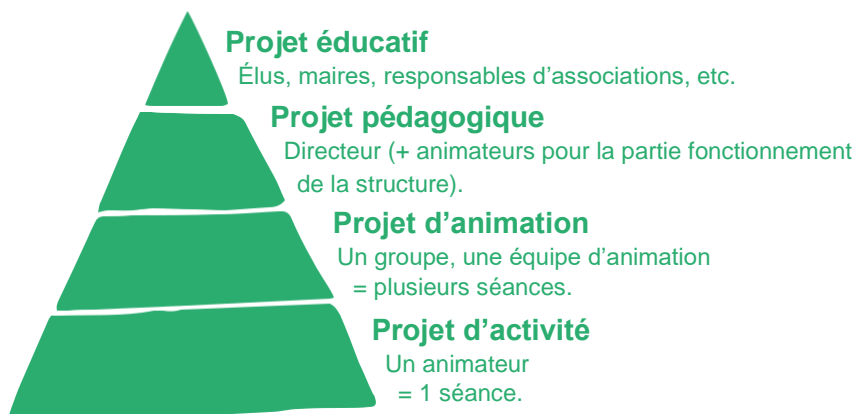 Projet éducatif
Élus, maires, responsables d’associations, etc.
Projet pédagogique
Directeur (+ animateurs pour la partie fonctionnement
de la structure).
Projet d’animation
Un groupe, une équipe d’animation
= plusieurs séances.
Projet d’activité
Un animateur
= 1 séance.